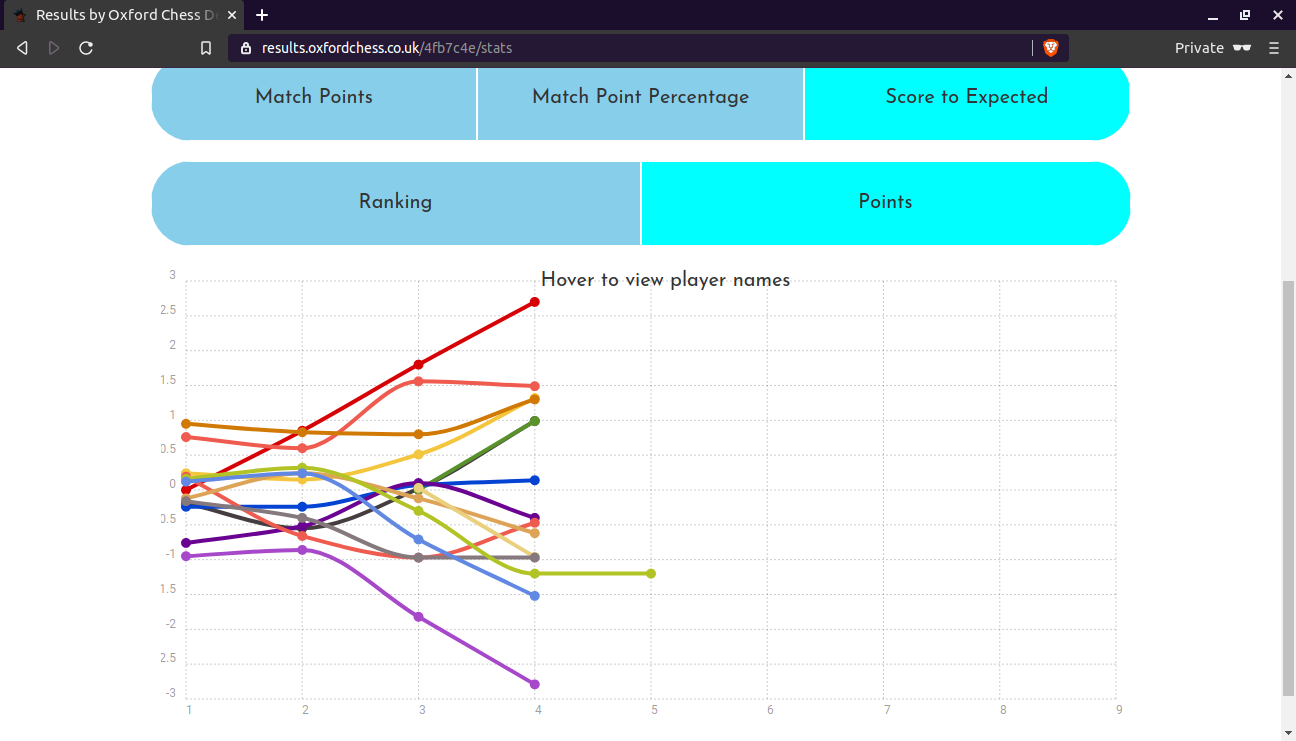 Results by Oxford Chess De
results.oxfordchess.co.uk/4fb7c4e/stats
Private
Match Points
Match Point Percentage
Score to Expected
Ranking
Points
Hover to view player names
3
2.5
2
1.5
1
0.5
0
0.5
-1
1.5
-2
2.5
-3
1 2 3 4 5 6 7 8 9